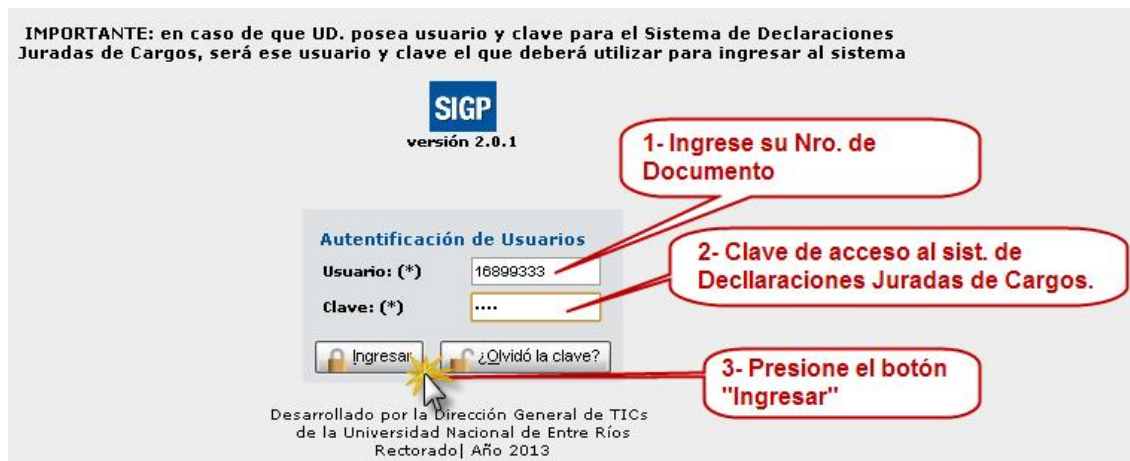 IMPORTANTE: en caso de que UD. posea usuario y clave para el Sistema de Declaraciones
Juradas de Cargos, será ese usuario y clave el que deberá utilizar para ingresar al sistema
SIGP
versión 2.0.1
1- Ingrese su Nro. de
Documento
Autentificación de Usuarios
Usuario: (*) 16899333
Clave: (*) ••••
2- Clave de acceso al sist. de
Decllaraciones Juradas de Cargos.
Ingresar ¿Olvidó la clave?
3- Presione el botón
"Ingresar"
Desarrollado por la Dirección General de TICs
de la Universidad Nacional de Entre Ríos
Rectorado| Año 2013